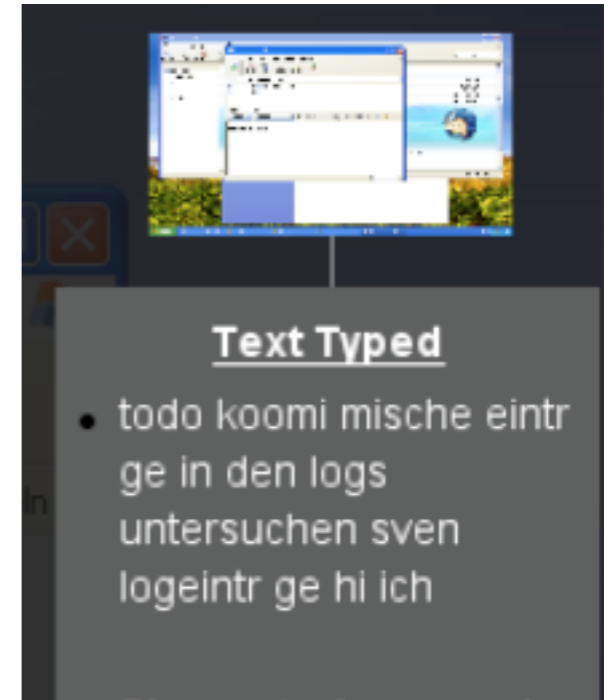 Text Typed
todo koomi mische eintr
ge in den logs
untersuchen sven
logeintr ge hi ich